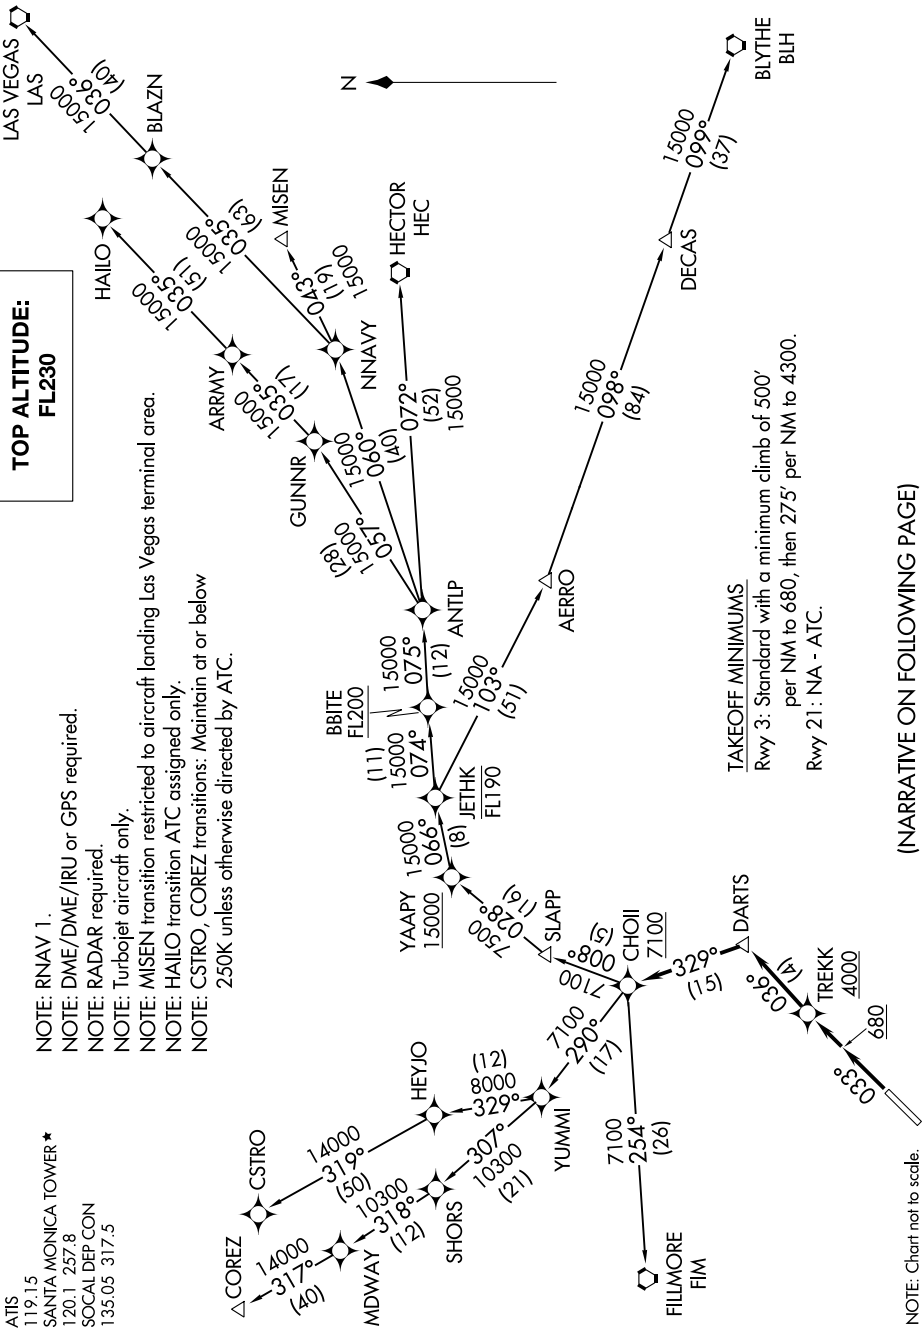 ATIS
119.15
SANTA MONICA TOWER★
120.1 257.8
SOCAL DEP CON
135.05 317.5
TOP ALTITUDE:
FL230
NOTE: RNAV 1.
NOTE: DME/DME/IRU or GPS required.
NOTE: RADAR required.
NOTE: Turbojet aircraft only.
NOTE: MISEN transition restricted to aircraft landing Las Vegas terminal area.
NOTE: HAILO transition ATC assigned only.
NOTE: CSTRO, COREZ transitions: Maintain at or below
250K unless otherwise directed by ATC.
LAS VEGAS
LAS
15000
036°
(40)
BLAZN
15000
035°
(63)
HAILO
15000
035°
(51)
ARRMY
15000
035°
(17)
GUNNR
15000
057°
(28)
MISEN
043°
(19)
15000
NNAVY
15000
060°
(40)
HECTOR
HEC
072°
(52)
15000
N
ANTLP
15000
075°
(12)
BBITE
FL200
(11)
15000
074°
JETHK
FL190
15000
066°
(8)
YAAPY
15000
15000
103°
(51)
AERRO
15000
098°
(84)
DECAS
15000
099°
(37)
BLYTHE
BLH
7500
028°
(16)
SLAPP
7100
008°
(5)
CHOII
7100
329°
(15)
DARTS
036°
(4)
TREKK
4000
680
033°
7100
290°
(17)
YUMMI
7100
254°
(26)
FILLMORE
FIM
(12)
8000
329°
HEYJO
14000
319°
(50)
CSTRO
307°
10300
(21)
SHORS
10300
318°
(12)
MDWAY
14000
317°
(40)
COREZ
TAKEOFF MINIMUMS
Rwy 3: Standard with a minimum climb of 500'
per NM to 680, then 275' per NM to 4300.
Rwy 21: NA - ATC.
(NARRATIVE ON FOLLOWING PAGE)
NOTE: Chart not to scale.